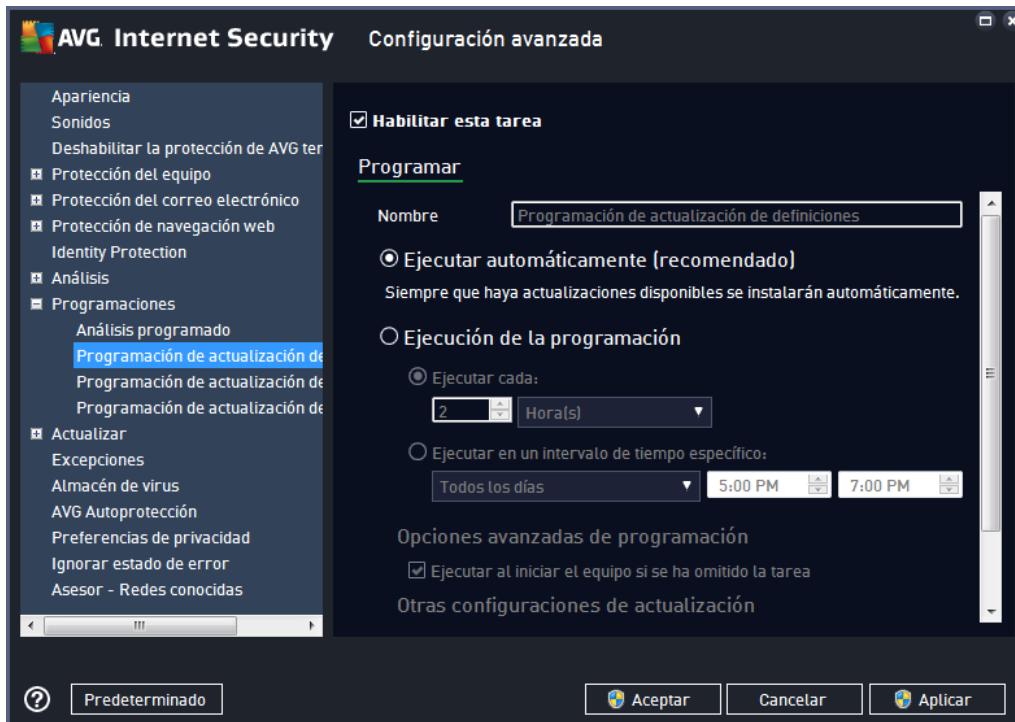 AVG Internet Security Configuración avanzada
Apariencia
Sonidos
Deshabilitar la protección de AVG ter
Protección del equipo
Protección del correo electrónico
Protección de navegación web
Identity Protection
Análisis
Programaciones
Análisis programado
Programación de actualización de
Programación de actualización de
Programación de actualización de
Actualizar
Excepciones
Almacén de virus
AVG Autoprotección
Preferencias de privacidad
Ignorar estado de error
Asesor - Redes conocidas
Habilitar esta tarea
Programar
Nombre Programación de actualización de definiciones
Ejecutar automáticamente (recomendado)
Siempre que haya actualizaciones disponibles se instalarán automáticamente.
Ejecución de la programación
Ejecutar cada:
2 Hora(s)
Ejecutar en un intervalo de tiempo específico:
Todos los días 5:00 PM 7:00 PM
Opciones avanzadas de programación
Ejecutar al iniciar el equipo si se ha omitido la tarea
Otras configuraciones de actualización
? Predeterminado Aceptar Cancelar Aplicar